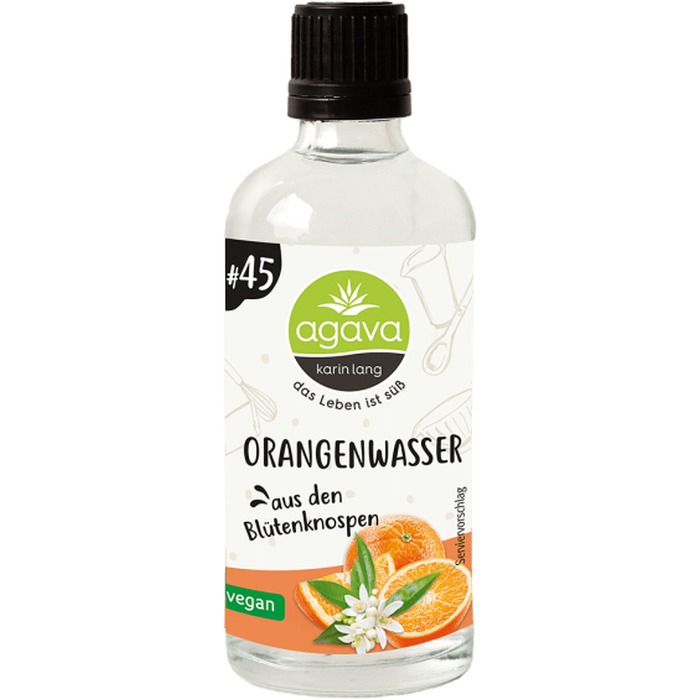 #45
agava
karin lang
das Leben ist süß
ORANGENWASSER
aus den
Blütenknospen
Serviervorschlag
vegan